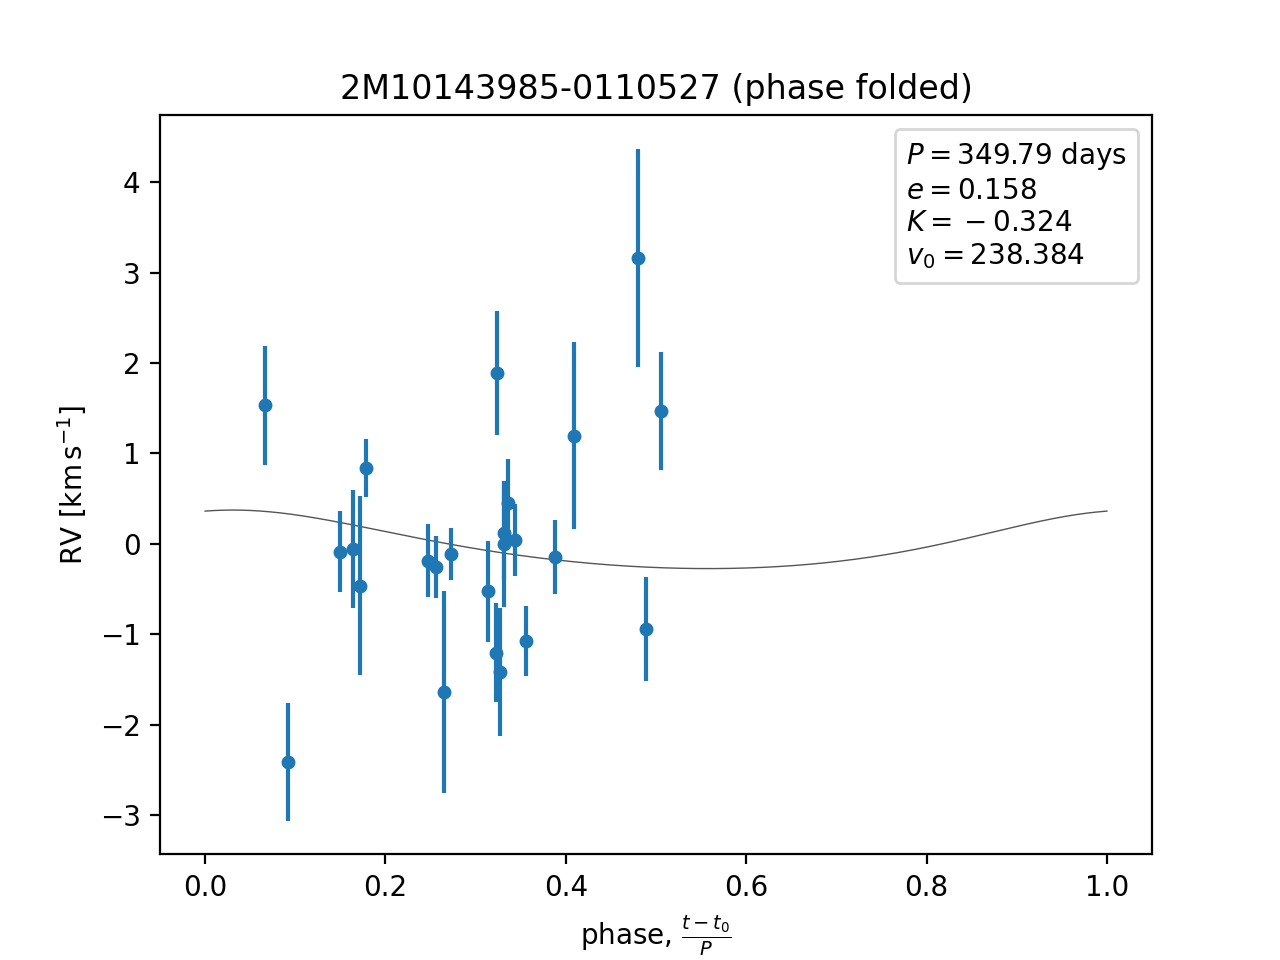 2M10143985-0110527 (phase folded)
P = 349.79 days
e = 0.158
K = −0.324
v₀ = 238.384
4
3
2
1
0
−1
−2
−3
RV [km s⁻¹]
0.0 0.2 0.4 0.6 0.8 1.0
phase, (t − t₀)/P